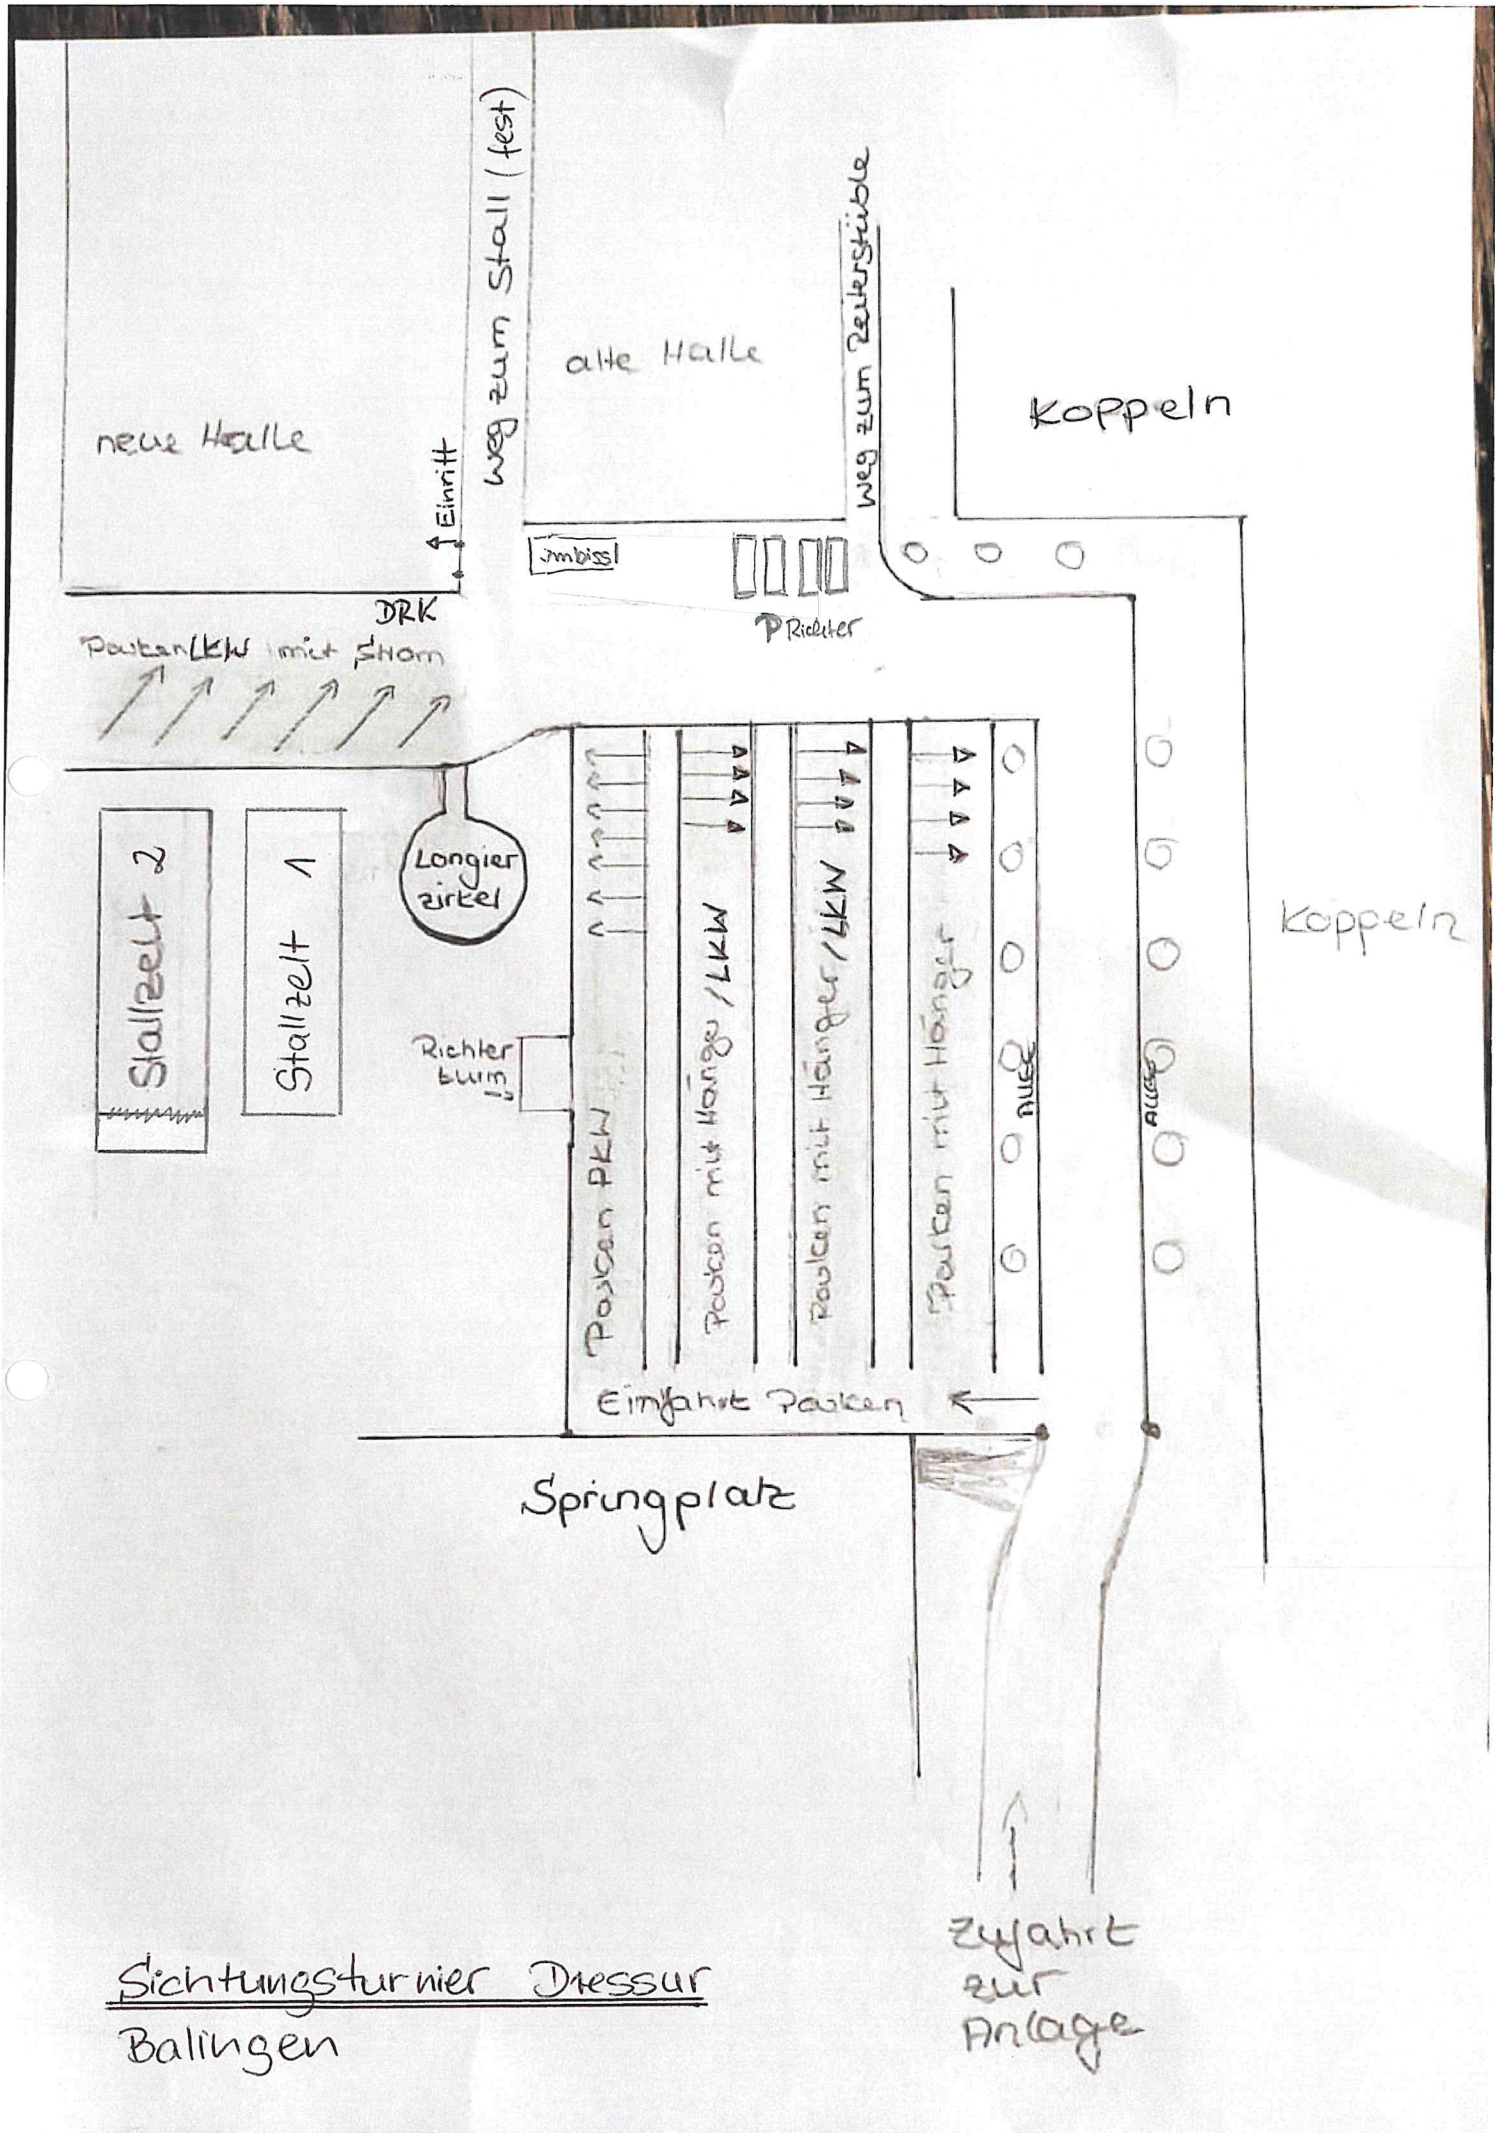 Weg zum Stall (fest)
Weg zum Reiterstüble
alte Halle
Koppeln
neue Halle
Einritt
Imbiss
DRK
P Richter
Parken LKW mit Strom
Stallzelt 2
Stallzelt 1
Longier
zirkel
Koppeln
Richter
turm
Parken PKW
Parken mit Hänger/LKW
Parken mit Hänger/LKW
Parken mit Hänger
Allee
Allee
Einfahrt Parken
Springplatz
Zufahrt
zur
Anlage
Sichtungsturnier Dressur
Balingen